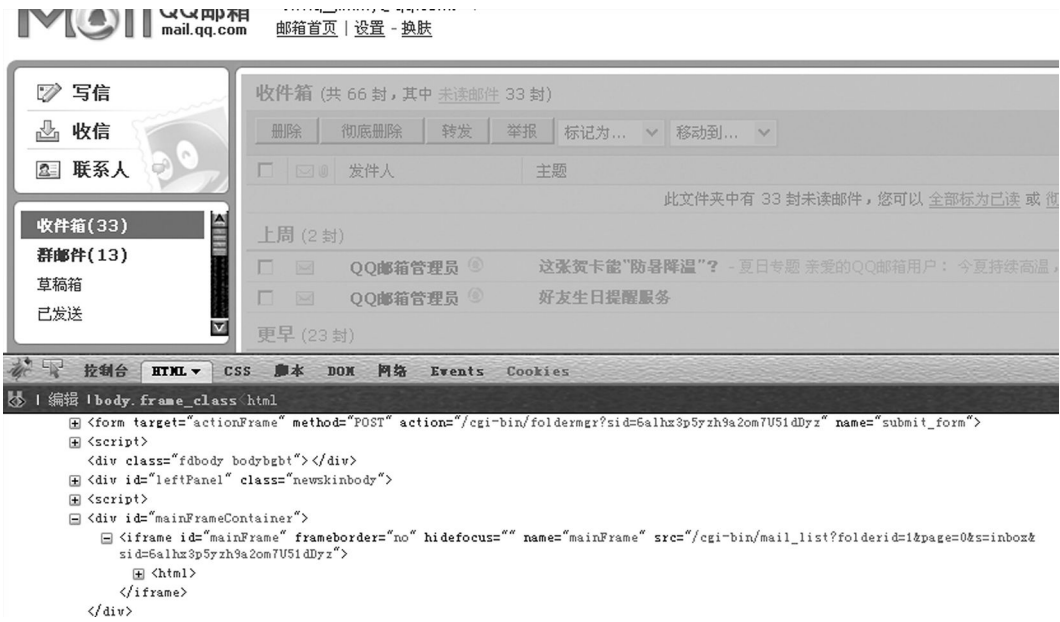 QQ邮箱
mail.qq.com
邮箱首页 | 设置 - 换肤
写信
收信
联系人
收件箱(33)
群邮件(13)
草稿箱
已发送
收件箱 (共 66 封，其中 未读邮件 33 封)
删除 彻底删除 转发 举报 标记为... 移动到...
发件人 主题
此文件夹中有 33 封未读邮件，您可以 全部标为已读 或 彻
上周 (2 封)
QQ邮箱管理员 这张贺卡能"防暑降温"? - 夏日专题 亲爱的QQ邮箱用户： 今夏持续高温，
QQ邮箱管理员 好友生日提醒服务
更早 (23 封)
控制台 HTML CSS 脚本 DOM 网络 Events Cookies
编辑 body.frame_class < html
<form target="actionFrame" method="POST" action="/cgi-bin/foldermgr?sid=6alhz3p5yzh9a2om7U51dDyz" name="submit_form">
<script>
<div class="fdbody bodybgbt"></div>
<div id="leftPanel" class="newskinbody">
<script>
<div id="mainFrameContainer">
<iframe id="mainFrame" frameborder="no" hidefocus="" name="mainFrame" src="/cgi-bin/mail_list?folderid=1&page=0&s=inbox&
sid=6alhz3p5yzh9a2om7U51dDyz">
<html>
</iframe>
</div>